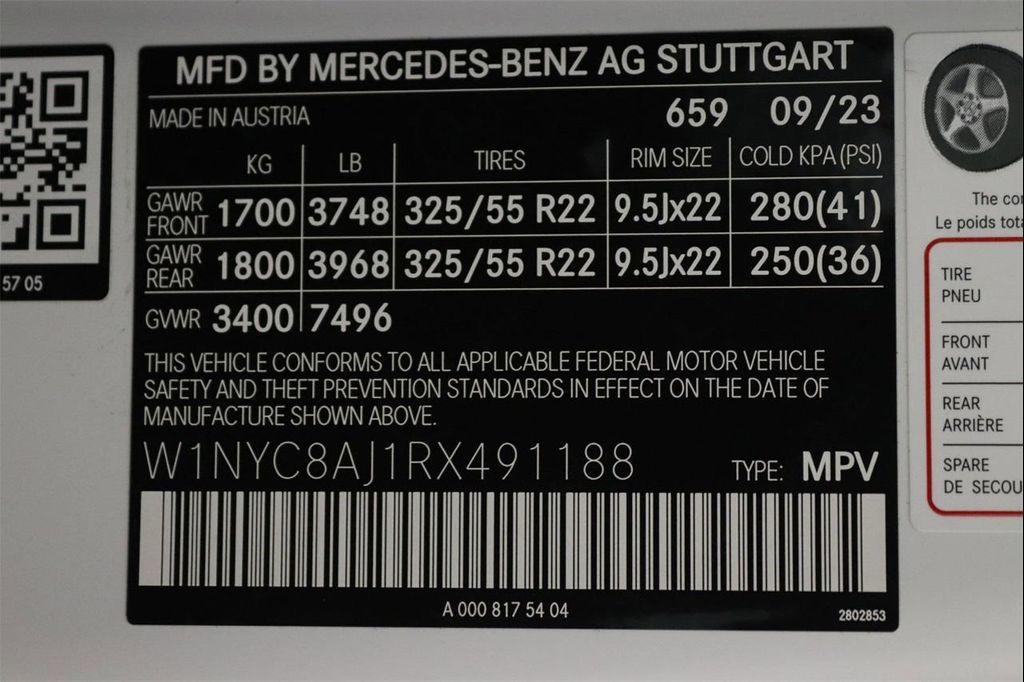 MFD BY MERCEDES-BENZ AG STUTTGART
MADE IN AUSTRIA 659 09/23
KG LB TIRES RIM SIZE COLD KPA (PSI)
GAWR FRONT 1700 3748 325/55 R22 9.5Jx22 280(41)
GAWR REAR 1800 3968 325/55 R22 9.5Jx22 250(36)
GVWR 3400 7496
THIS VEHICLE CONFORMS TO ALL APPLICABLE FEDERAL MOTOR VEHICLE
SAFETY AND THEFT PREVENTION STANDARDS IN EFFECT ON THE DATE OF
MANUFACTURE SHOWN ABOVE.
W1NYC8AJ1RX491188 TYPE: MPV
A 000 817 54 04
2802853
5705
The
Le poids
TIRE
PNEU
FRONT
AVANT
REAR
ARRIÈRE
SPARE
DE